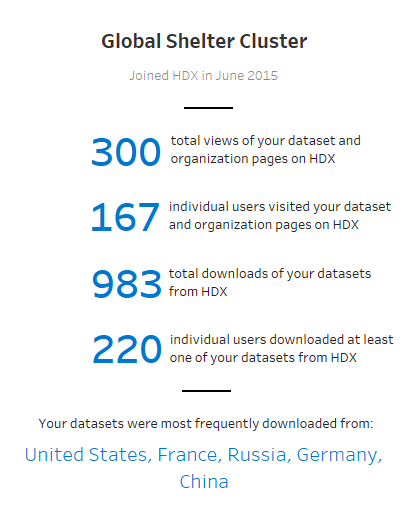 Global Shelter Cluster
Joined HDX in June 2015
300 total views of your dataset and
organization pages on HDX
167 individual users visited your dataset
and organization pages on HDX
983 total downloads of your datasets
from HDX
220 individual users downloaded at least
one of your datasets from HDX
Your datasets were most frequently downloaded from:
United States, France, Russia, Germany,
China